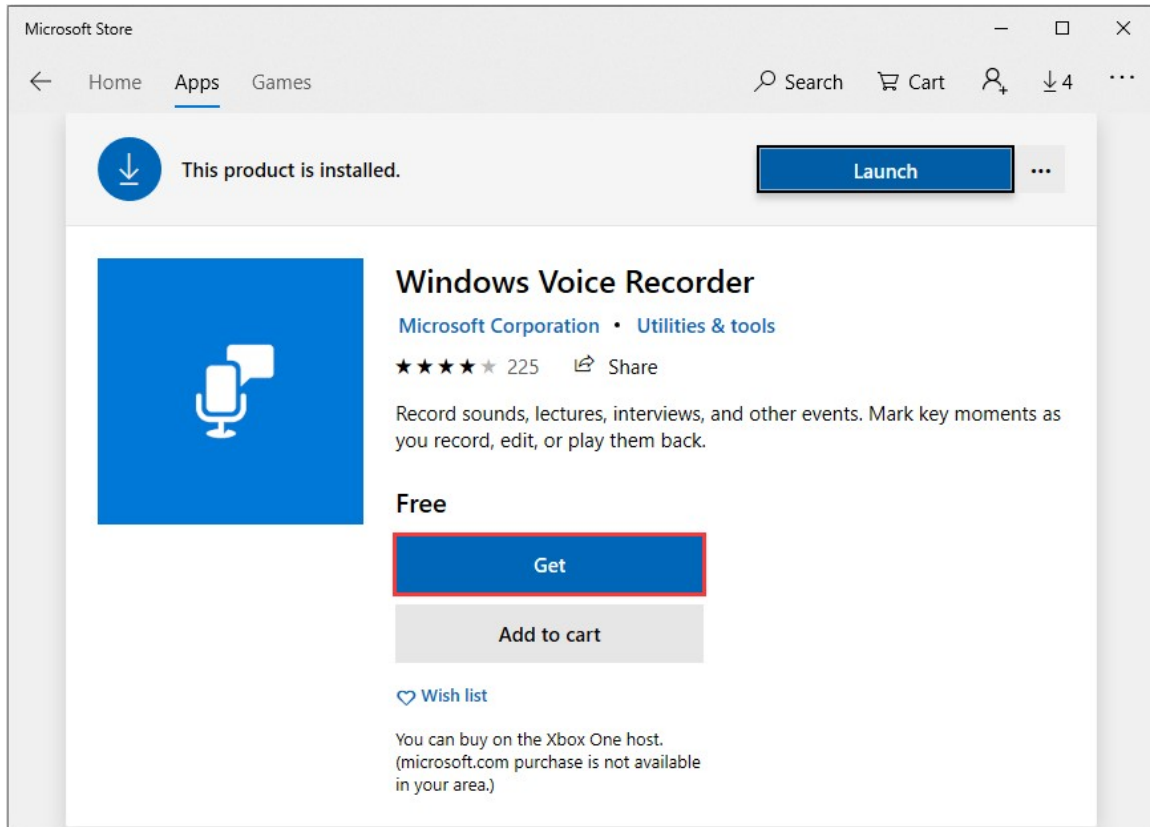 Microsoft Store
Home Apps Games Search Cart 4
This product is installed. Launch
Windows Voice Recorder
Microsoft Corporation • Utilities & tools
225 Share
Record sounds, lectures, interviews, and other events. Mark key moments as
you record, edit, or play them back.
Free
Get
Add to cart
Wish list
You can buy on the Xbox One host.
(microsoft.com purchase is not available
in your area.)